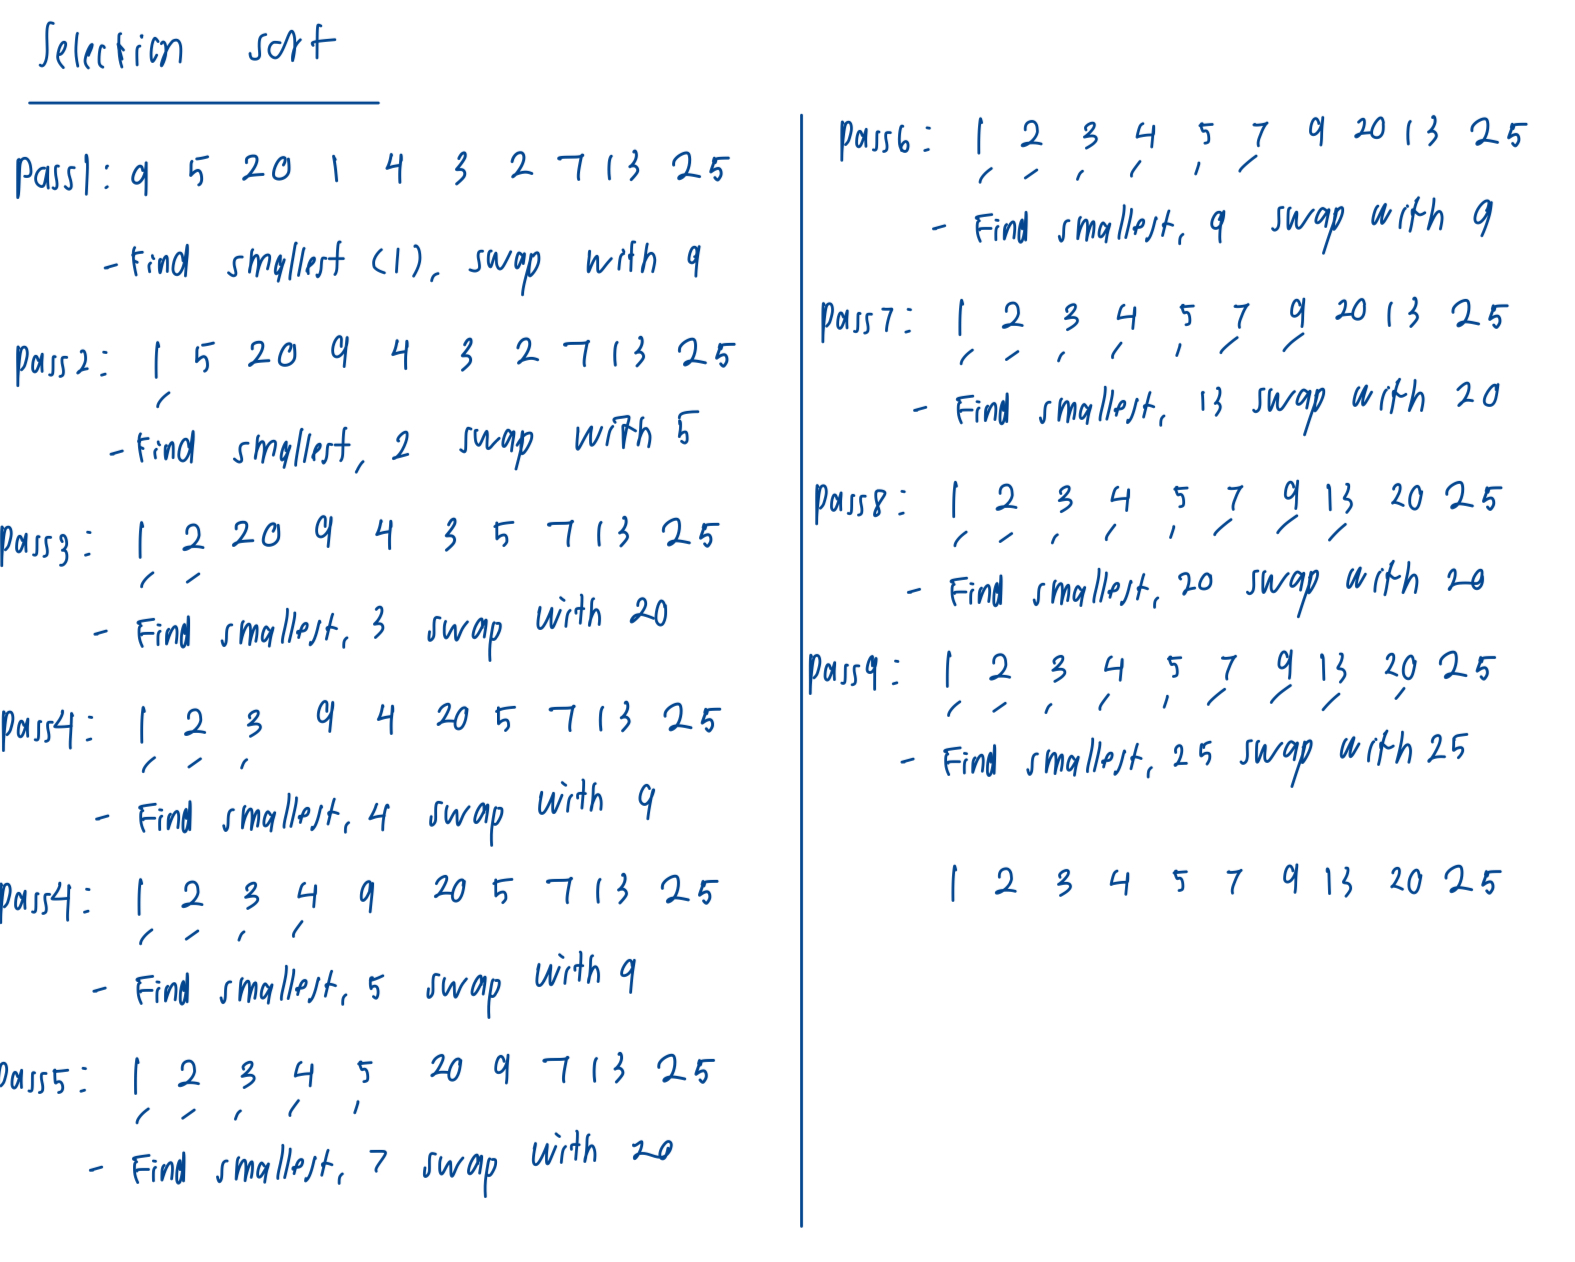 Selection sort
Pass1: 9 5 20 1 4 3 2 7 13 25
- Find smallest (1), swap with 9
Pass2: 1 5 20 9 4 3 2 7 13 25
- Find smallest, 2 swap with 5
Pass3: 1 2 20 9 4 3 5 7 13 25
- Find smallest, 3 swap with 20
Pass4: 1 2 3 9 4 20 5 7 13 25
- Find smallest, 4 swap with 9
Pass4: 1 2 3 4 9 20 5 7 13 25
- Find smallest, 5 swap with 9
Pass5: 1 2 3 4 5 20 9 7 13 25
- Find smallest, 7 swap with 20
Pass6: 1 2 3 4 5 7 9 20 13 25
- Find smallest, 9 swap with 9
Pass7: 1 2 3 4 5 7 9 20 13 25
- Find smallest, 13 swap with 20
Pass8: 1 2 3 4 5 7 9 13 20 25
- Find smallest, 20 swap with 20
Pass9: 1 2 3 4 5 7 9 13 20 25
- Find smallest, 25 swap with 25
1 2 3 4 5 7 9 13 20 25